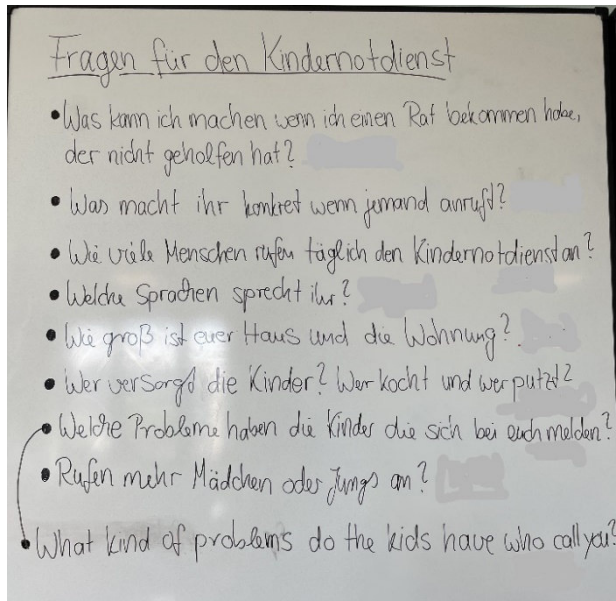 Fragen für den Kindernotdienst
• Was kann ich machen wenn ich einen Rat bekommen habe,
der nicht geholfen hat?
• Was macht ihr konkret wenn jemand anrufd?
• Wie viele Menschen rufen täglich den Kindernotdienst an?
• Welche Sprachen sprecht ihr?
• Wie groß ist euer Haus und die Wohnung?
• Wer versorgd die Kinder? Wer kocht und wer putzt?
• Welche Probleme haben die Kinder die sich bei euch melden?
• Rufen mehr Mädchen oder Jungs an?
• What kind of problems do the kids have who call you?